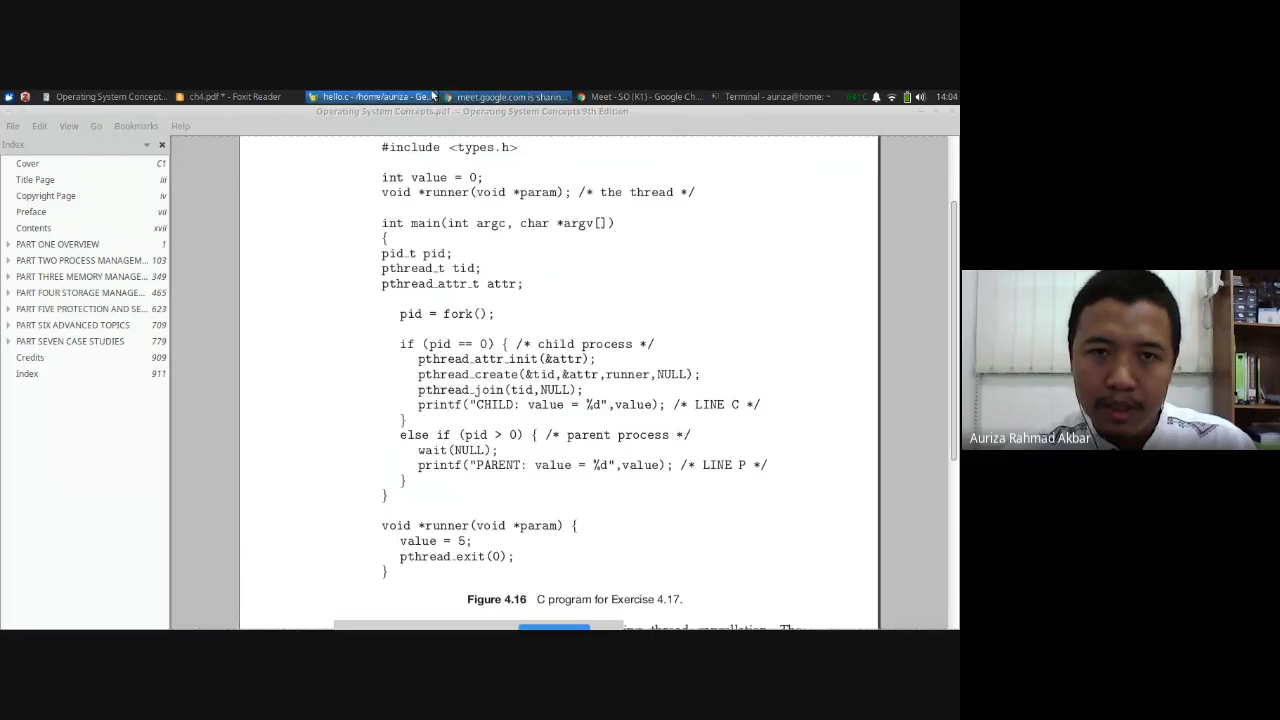 Operating System Concept...
ch4.pdf * - Foxit Reader
hello.c - /home/auriza - Ge...
meet.google.com is sharin...
Meet - SO (K1) - Google Ch...
Terminal - auriza@home: ~
14:04
Operating System Concepts.pdf — Operating System Concepts 9th Edition
File Edit View Go Bookmarks Help
Index
Cover C1
Title Page iii
Copyright Page iv
Preface vii
Contents xvii
PART ONE OVERVIEW 1
PART TWO PROCESS MANAGEM... 103
PART THREE MEMORY MANAGE... 349
PART FOUR STORAGE MANAGE... 465
PART FIVE PROTECTION AND SE... 623
PART SIX ADVANCED TOPICS 709
PART SEVEN CASE STUDIES 779
Credits 909
Index 911
#include <types.h>
int value = 0;
void *runner(void *param); /* the thread */
int main(int argc, char *argv[])
{
pid_t pid;
pthread_t tid;
pthread_attr_t attr;
pid = fork();
if (pid == 0) { /* child process */
pthread_attr_init(&attr);
pthread_create(&tid,&attr,runner,NULL);
pthread_join(tid,NULL);
printf("CHILD: value = %d",value); /* LINE C */
}
else if (pid > 0) { /* parent process */
wait(NULL);
printf("PARENT: value = %d",value); /* LINE P */
}
}
void *runner(void *param) {
value = 5;
pthread_exit(0);
}
Figure 4.16 C program for Exercise 4.17.
thread cancellation. The
Auriza Rahmad Akbar